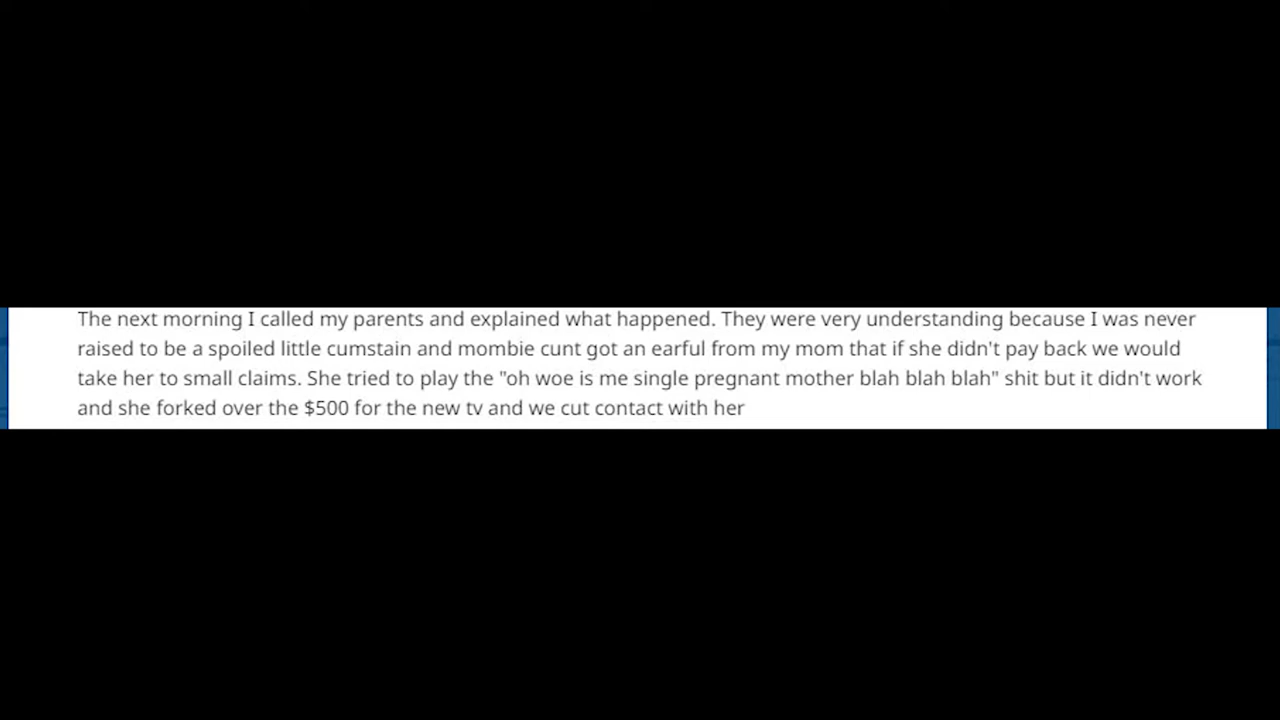 The next morning I called my parents and explained what happened. They were very understanding because I was never
raised to be a spoiled little cumstain and mombie cunt got an earful from my mom that if she didn't pay back we would
take her to small claims. She tried to play the "oh woe is me single pregnant mother blah blah blah" shit but it didn't work
and she forked over the $500 for the new tv and we cut contact with her